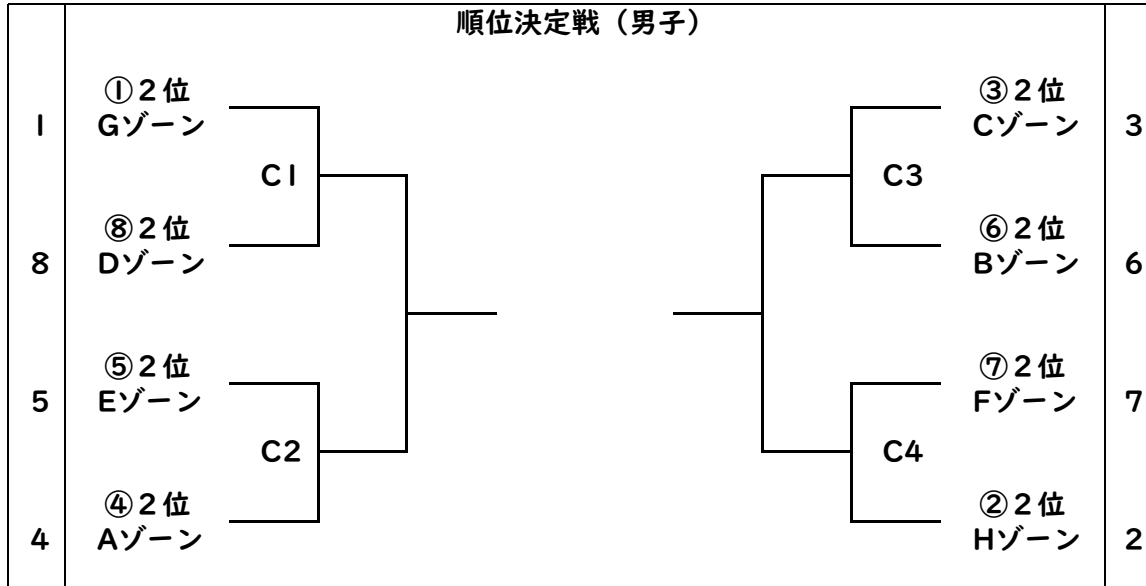 順位決定戦（男子）
1
①２位
Gゾーン
C1
8
⑧２位
Dゾーン
5
⑤２位
Eゾーン
C2
4
④２位
Aゾーン
③２位
Cゾーン
3
C3
⑥２位
Bゾーン
6
⑦２位
Fゾーン
7
C4
②２位
Hゾーン
2